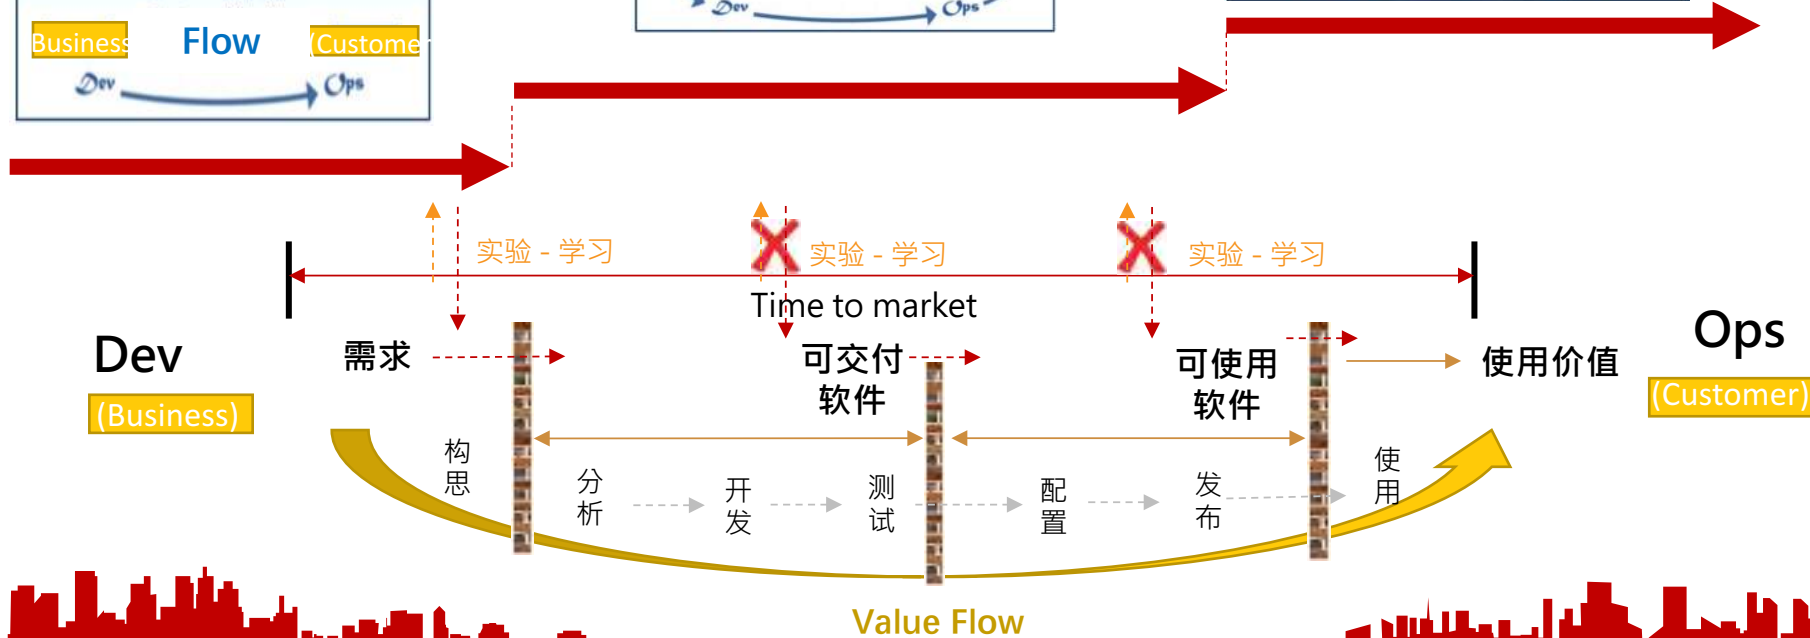 Business
Flow
(Customer
Dev
Ops
Dev
Ops
实验 - 学习
实验 - 学习
实验 - 学习
Time to market
Dev
(Business)
需求
可交付
软件
可使用
软件
使用价值
Ops
(Customer)
构
思
分
析
开
发
测
试
配
置
发
布
使
用
Value Flow